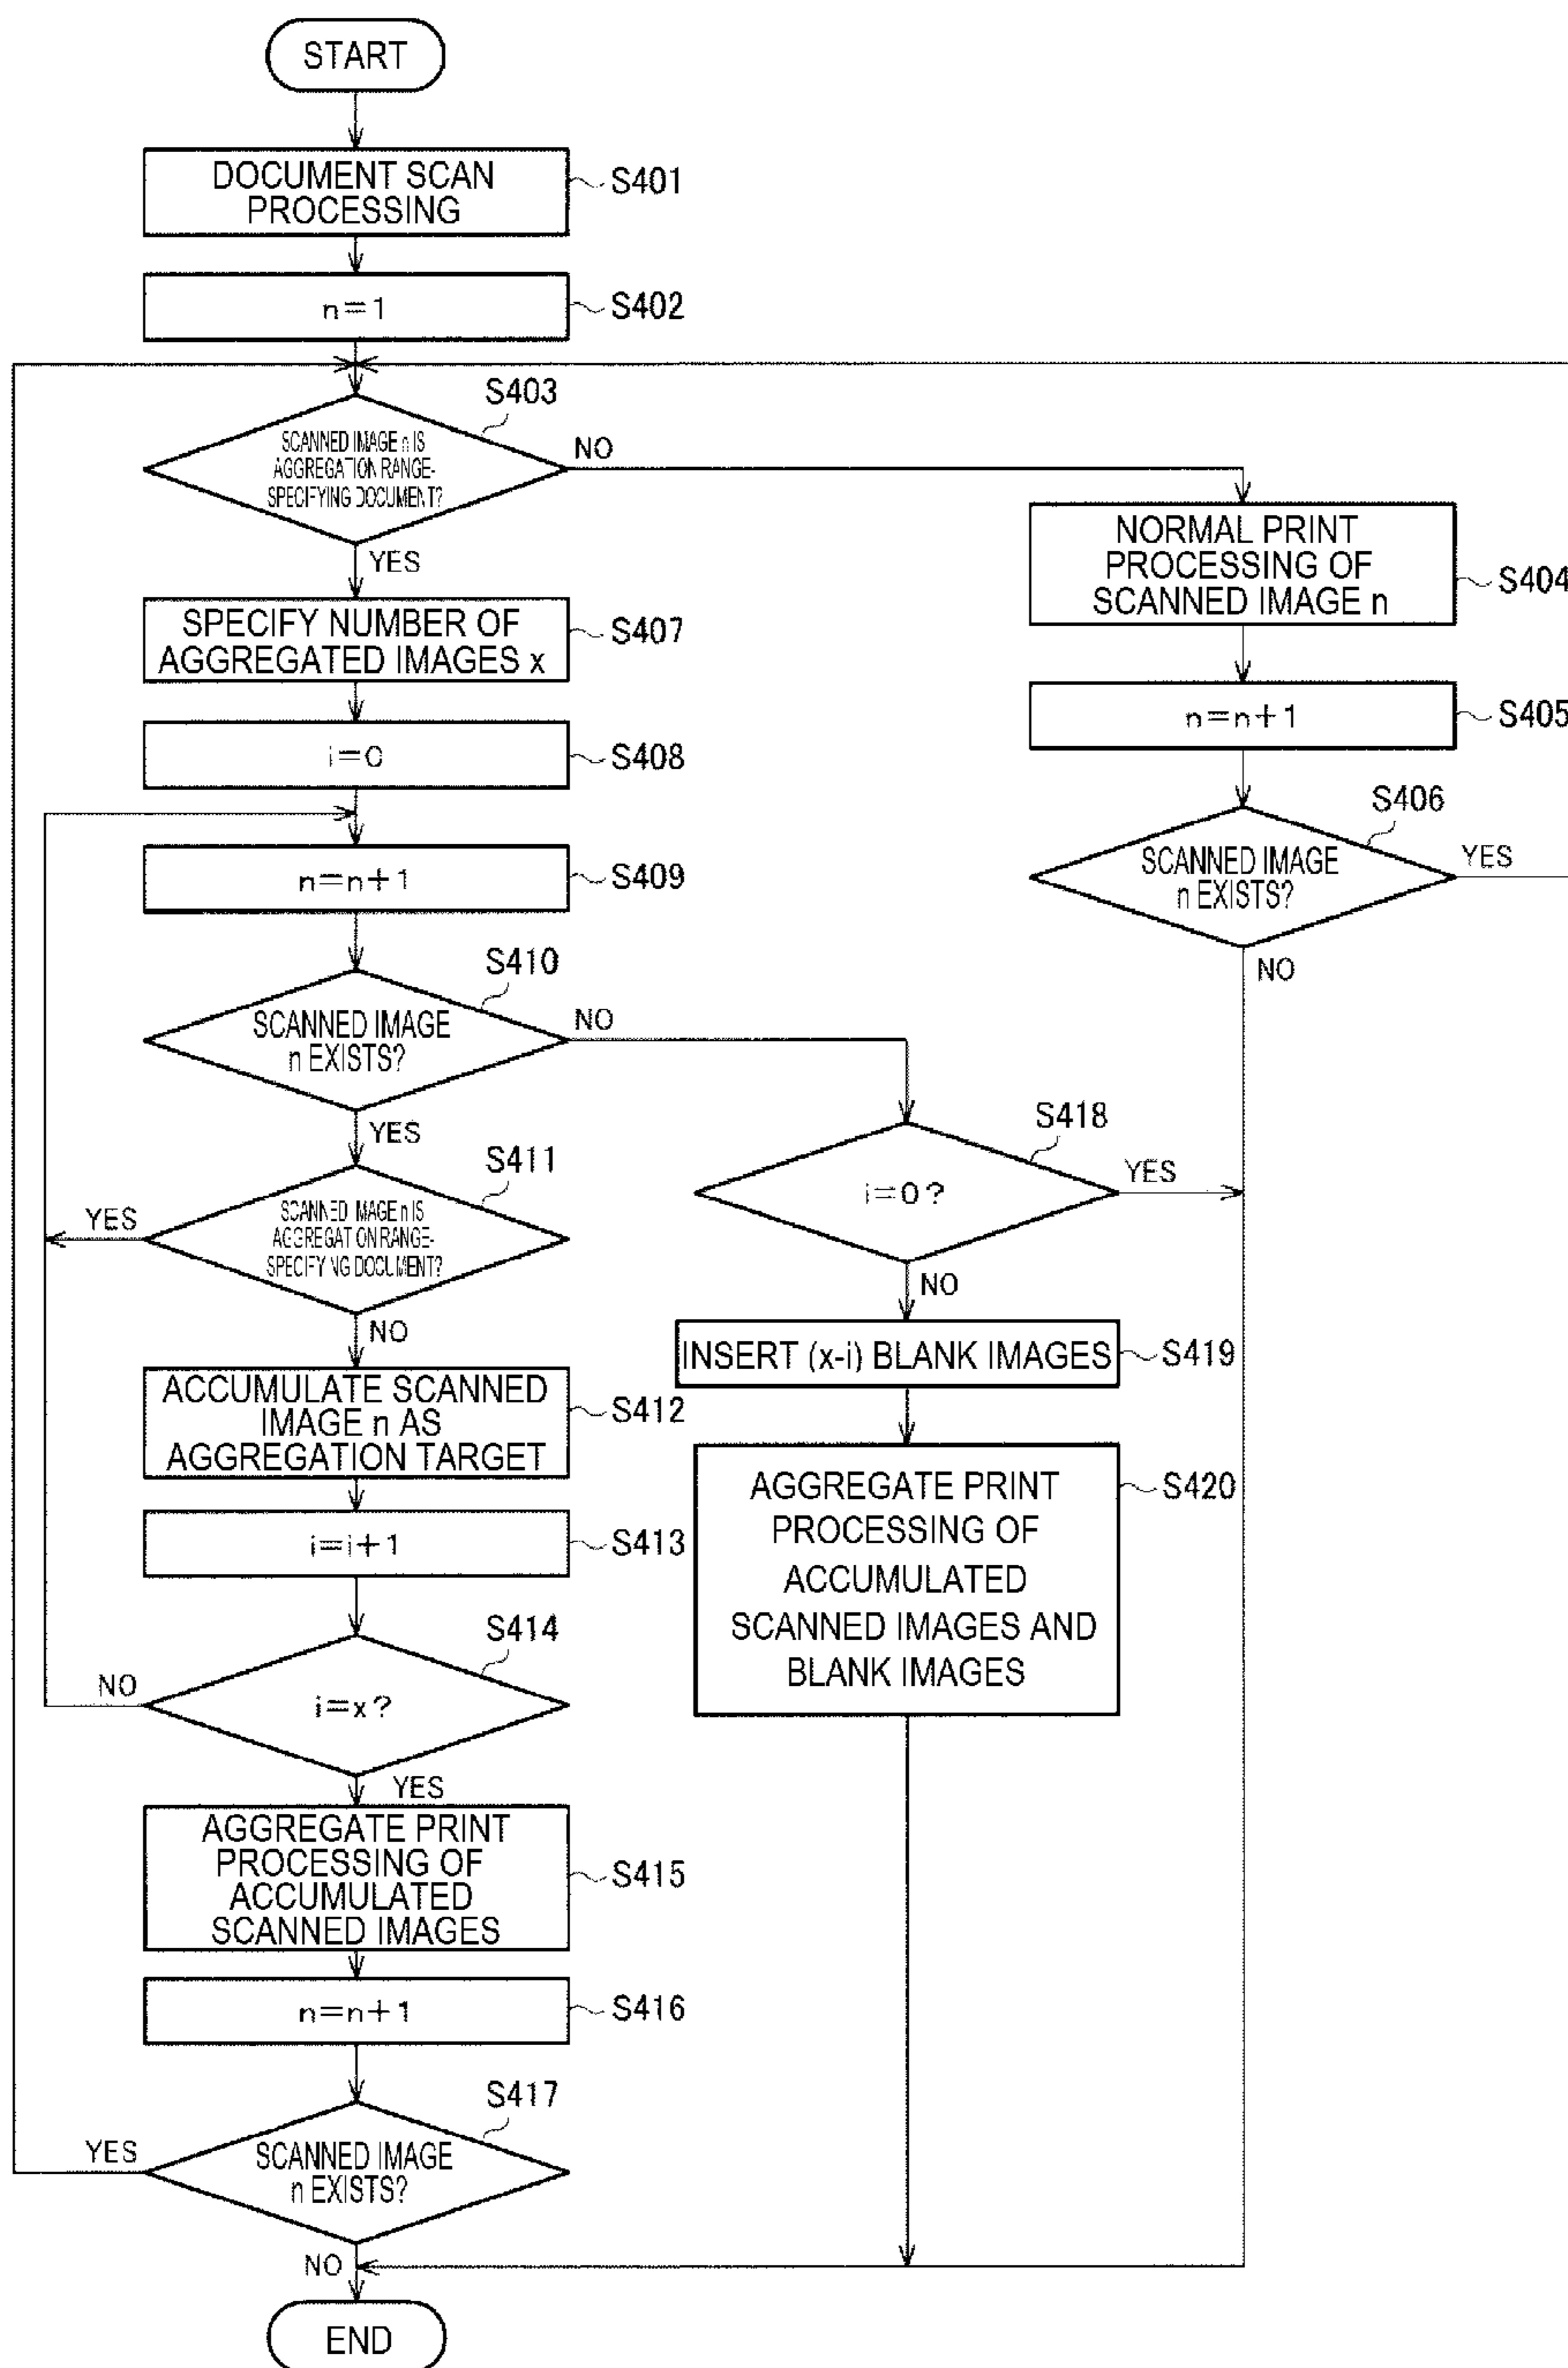 START
DOCUMENT SCAN
PROCESSING
S401
n=1
S402
S403
SCANNED IMAGE n IS
AGGREGATION RANGE-
SPECIFYING DOCUMENT?
NO
YES
NORMAL PRINT
PROCESSING OF
SCANNED IMAGE n
S404
SPECIFY NUMBER OF
AGGREGATED IMAGES x
S407
n=n+1
S405
i=0
S408
S406
SCANNED IMAGE
n EXISTS?
YES
NO
n=n+1
S409
S410
SCANNED IMAGE
n EXISTS?
NO
YES
S418
i=0?
YES
NO
S411
SCANNED IMAGE n IS
AGGREGATION RANGE-
SPECIFYING DOCUMENT?
YES
NO
INSERT (x-i) BLANK IMAGES
S419
ACCUMULATE SCANNED
IMAGE n AS
AGGREGATION TARGET
S412
AGGREGATE PRINT
PROCESSING OF
ACCUMULATED
SCANNED IMAGES AND
BLANK IMAGES
S420
i=i+1
S413
S414
i=x?
NO
YES
AGGREGATE PRINT
PROCESSING OF
ACCUMULATED
SCANNED IMAGES
S415
n=n+1
S416
S417
SCANNED IMAGE
n EXISTS?
YES
NO
END